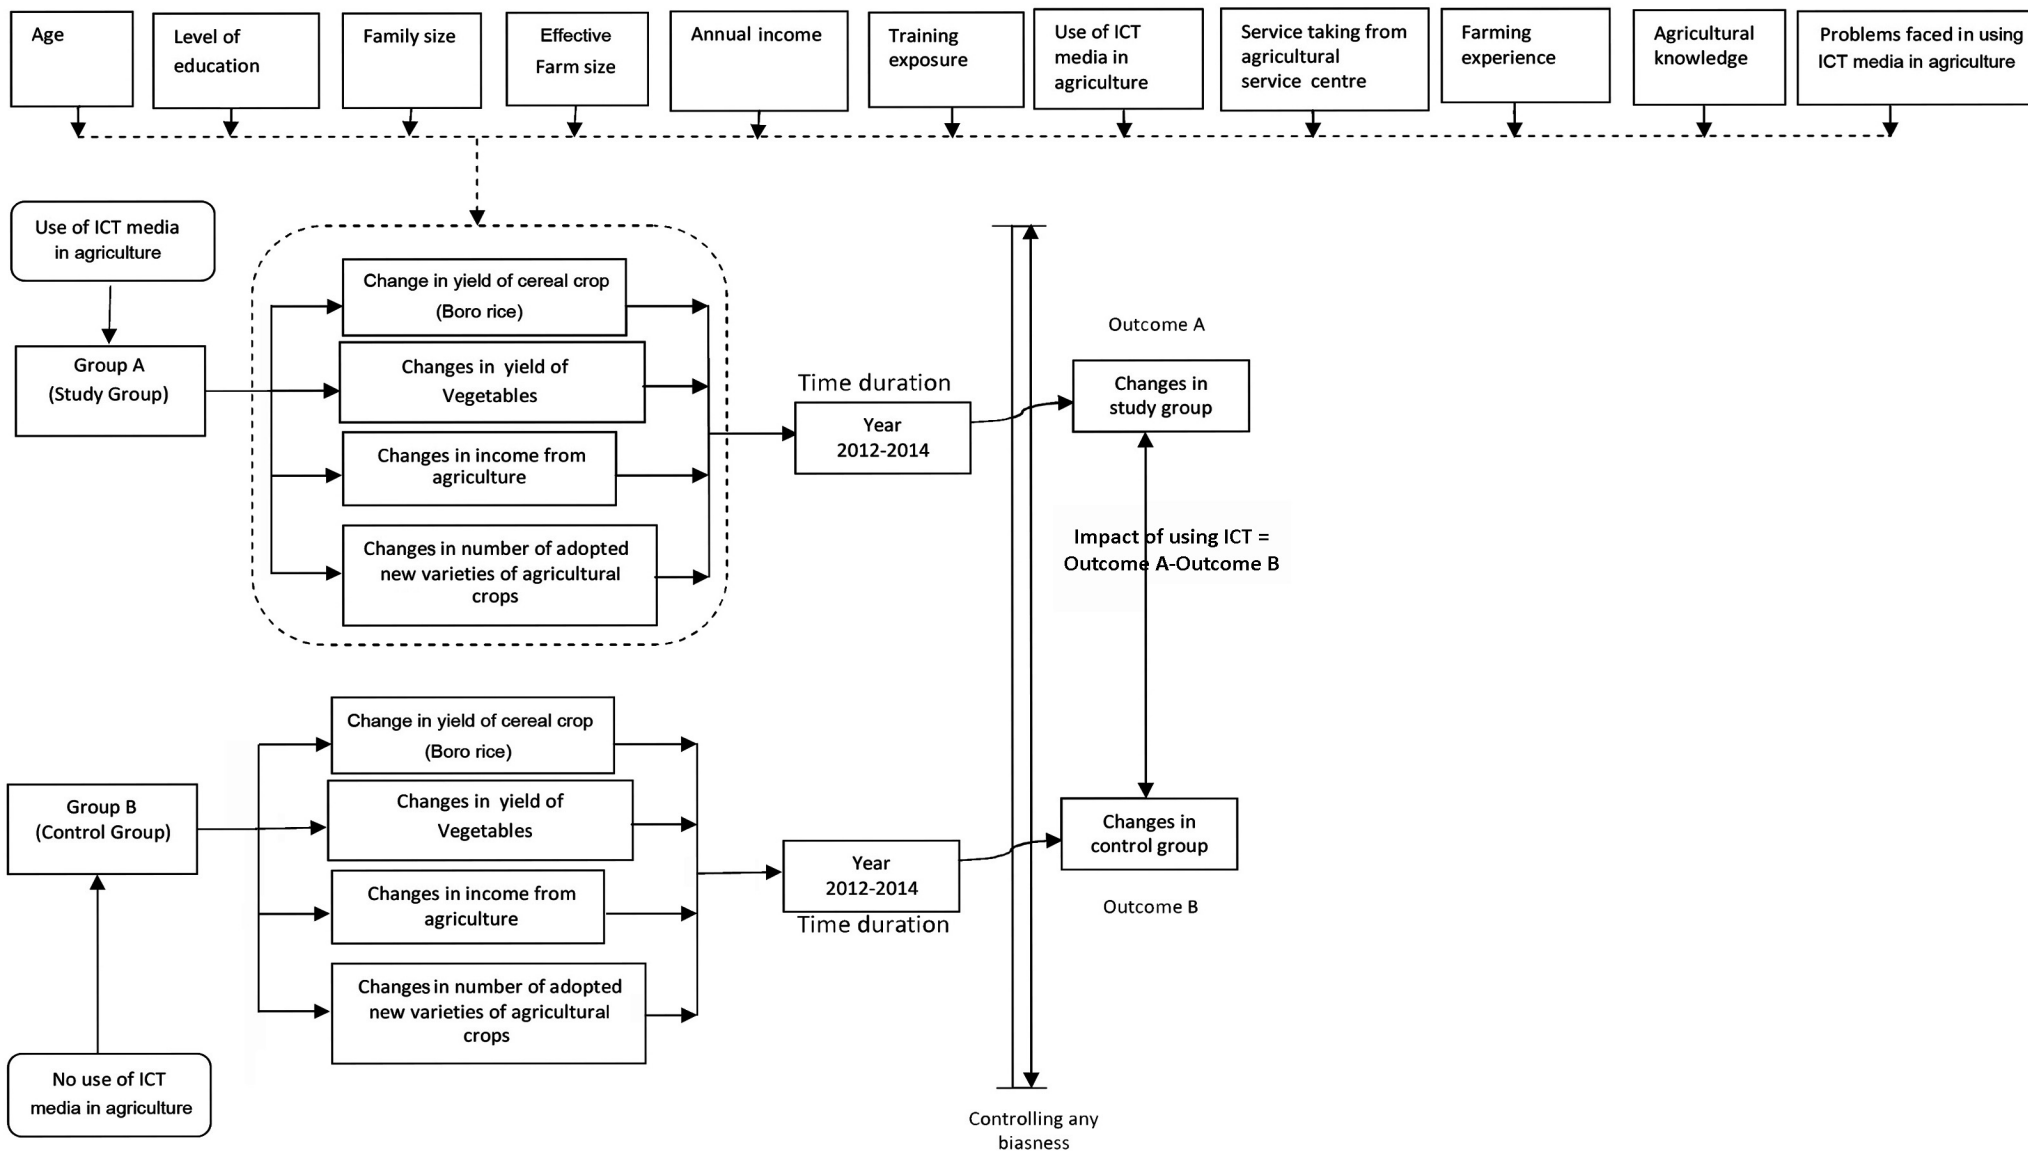 Age
Level of
education
Family size
Effective
Farm size
Annual income
Training
exposure
Use of ICT
media in
agriculture
Service taking from
agricultural
service centre
Farming
experience
Agricultural
knowledge
Problems faced in using
ICT media in agriculture
Use of ICT media
in agriculture
Group A
(Study Group)
Change in yield of cereal crop
(Boro rice)
Changes in yield of
Vegetables
Changes in income from
agriculture
Changes in number of adopted
new varieties of agricultural
crops
Time duration
Year
2012-2014
Outcome A
Changes in
study group
Impact of using ICT =
Outcome A-Outcome B
Group B
(Control Group)
No use of ICT
media in agriculture
Change in yield of cereal crop
(Boro rice)
Changes in yield of
Vegetables
Changes in income from
agriculture
Changes in number of adopted
new varieties of agricultural
crops
Year
2012-2014
Time duration
Changes in
control group
Outcome B
Controlling any
biasness